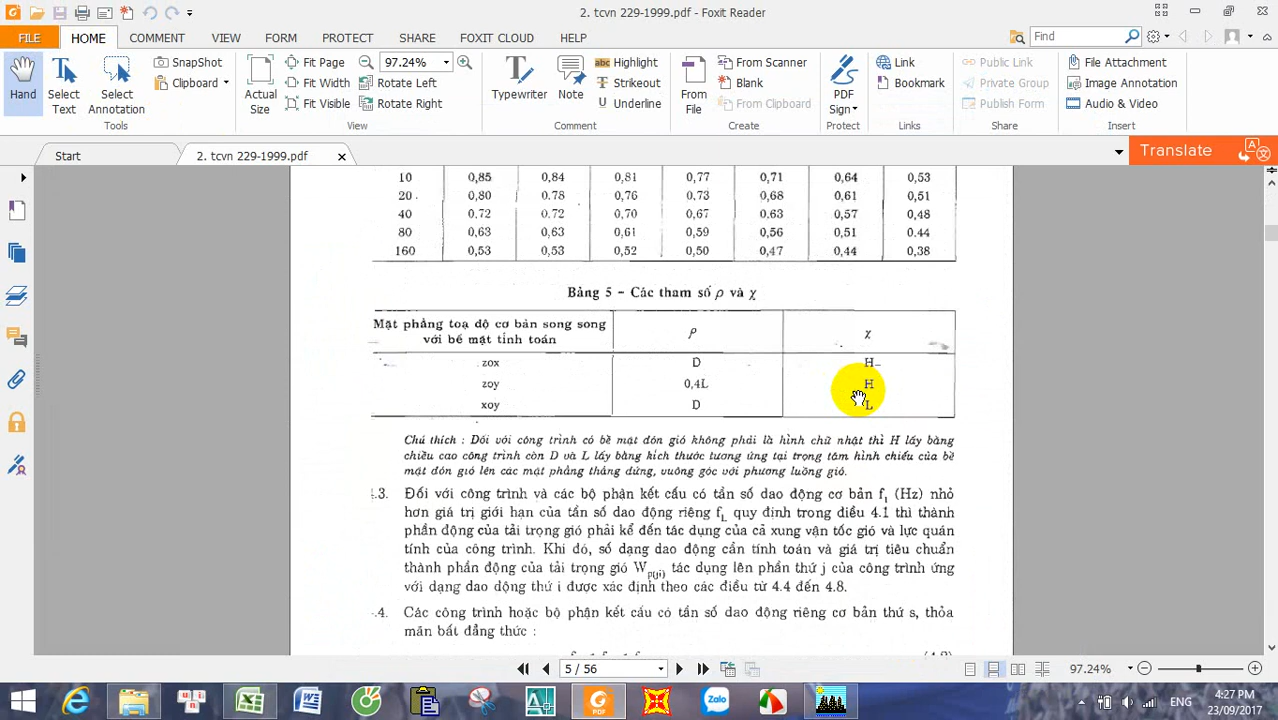 2. tcvn 229-1999.pdf - Foxit Reader
FILE HOME COMMENT VIEW FORM PROTECT SHARE FOXIT CLOUD HELP
Find
Hand
Select Text
Select Annotation
SnapShot
Clipboard
Tools
Actual Size
Fit Page
Fit Width
Fit Visible
97.24%
Rotate Left
Rotate Right
View
Typewriter
Note
Highlight
Strikeout
Underline
Comment
From File
From Scanner
Blank
From Clipboard
Create
PDF Sign
Protect
Link
Bookmark
Links
Public Link
Private Group
Publish Form
Share
File Attachment
Image Annotation
Audio & Video
Insert
Start
2. tcvn 229-1999.pdf
Translate
10 0,85 0,84 0,81 0,77 0,71 0,64 0,53
20 0,80 0.78 0,76 0,73 0,68 0,61 0,51
40 0.72 0.72 0,70 0,67 0.63 0,57 0,48
80 0,63 0,63 0,61 0,59 0,56 0,51 0.44
160 0,53 0,53 0,52 0,50 0,47 0,44 0,38
Bảng 5 - Các tham số ρ và χ
Mặt phẳng toạ độ cơ bản song song
với bề mặt tính toán
ρ χ
zox D H
zoy 0,4L H
xoy D L
Chú thích : Đối với công trình có bề mặt đón gió không phải là hình chữ nhật thì H lấy bằng
chiều cao công trình còn D và L lấy bằng kích thước tương ứng tại trọng tâm hình chiếu của bề
mặt đón gió lên các mặt phẳng thẳng đứng, vuông góc với phương luồng gió.
.3. Đối với công trình và các bộ phận kết cấu có tần số dao động cơ bản f1 (Hz) nhỏ
hơn giá trị giới hạn của tần số dao động riêng fL quy định trong điều 4.1 thì thành
phần động của tải trọng gió phải kể đến tác dụng của cả xung vận tốc gió và lực quán
tính của công trình. Khi đó, số dạng dao động cần tính toán và giá trị tiêu chuẩn
thành phần động của tải trọng gió Wp(ji) tác dụng lên phần thứ j của công trình ứng
với dạng dao động thứ i được xác định theo các điều từ 4.4 đến 4.8.
.4. Các công trình hoặc bộ phận kết cấu có tần số dao động riêng cơ bản thứ s, thỏa
mãn bất đẳng thức :
5 / 56
97.24%
Zalo
ENG
4:27 PM
23/09/2017